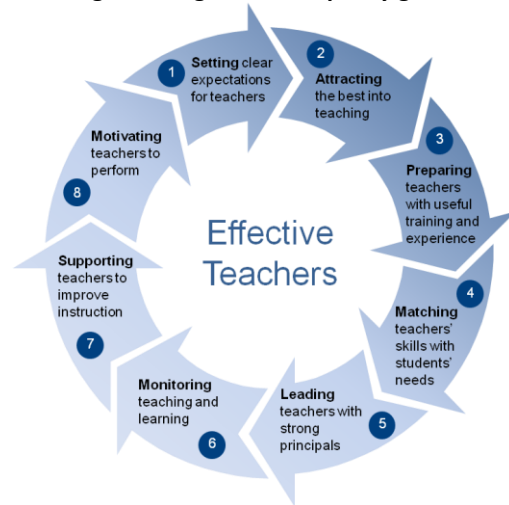 1
Setting clear
expectations
for teachers
2
Attracting
the best into
teaching
3
Preparing
teachers
with useful
training and
experience
4
Matching
teachers'
skills with
students'
needs
5
Leading
teachers with
strong
principals
6
Monitoring
teaching and
learning
7
Supporting
teachers to
improve
instruction
8
Motivating
teachers to
perform
Effective
Teachers